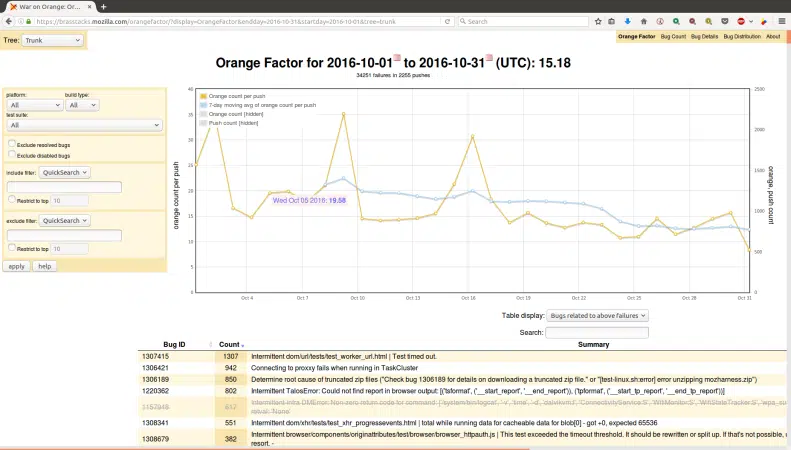 War on Orange: Or...
https://brasstacks.mozilla.com/orangefactor/?display=OrangeFactor&endday=2016-10-31&startday=2016-10-01&tree=trunk
Search
Tree: Trunk
Orange Factor Bug Count Bug Details Bug Distribution About
Orange Factor for 2016-10-01 to 2016-10-31 (UTC): 15.18
34251 failures in 2255 pushes
platform: build type:
All All
test suite:
All
Exclude resolved bugs
Exclude disabled bugs
include filter: QuickSearch
Restrict to top 10
exclude filter: QuickSearch
Restrict to top 10
apply help
orange count per push
40
35
30
25
20
15
10
5
0
Orange count per push
7-day moving avg of orange count per push
Orange count [hidden]
Push count [hidden]
Wed Oct 05 2016: 19.58
2500
2000
1500
1000
500
0
orange, push count
Oct 4 Oct 7 Oct 10 Oct 13 Oct 16 Oct 19 Oct 22 Oct 25 Oct 28 Oct 31
Table display: Bugs related to above failures
Search:
Bug ID Count Summary
1307415 1307 Intermittent dom/url/tests/test_worker_url.html | Test timed out.
1306421 942 Connecting to proxxy fails when running in TaskCluster
1306189 850 Determine root cause of truncated zip files ("Check bug 1306189 for details on downloading a truncated zip file." or "[test-linux.sh:error] error unzipping mozharness.zip")
1220362 802 Intermittent TalosError: Could not find report in browser output: [('tsformat', ('__start_report', '__end_report')), ('tpformat', ('__start_tp_report', '__end_tp_report'))]
612 Intermittent-infra DMError: Non-zero return code for command:
retval: 'None'
1308341 551 Intermittent dom/xhr/tests/test_xhr_progressevents.html | total while running data for cacheable data for blob[0] - got +0, expected 65536
1308679 382 Intermittent browser/components/originattributes/test/browser/browser_httpauth.js | This test exceeded the timeout threshold. It should be rewritten or split up. If that's not possible,
resort. -